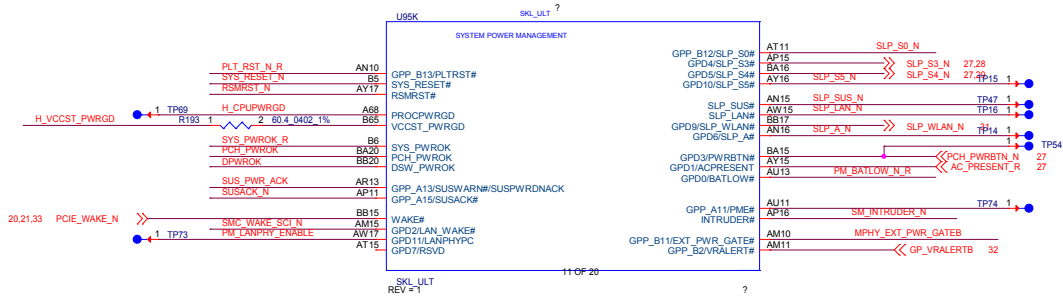 U95K SKL_ULT ?
SYSTEM POWER MANAGEMENT
PLT_RST_N_R AN10 GPP_B13/PLTRST#
SYS_RESET_N B5 SYS_RESET#
RSMRST_N AY17 RSMRST#
1 TP69 H_CPUPWRGD A68 PROCPWRGD
H_VCCST_PWRGD R193 1 2 60.4_0402_1% B65 VCCST_PWRGD
SYS_PWROK_R B6 SYS_PWROK
PCH_PWROK BA20 PCH_PWROK
DPWROK BB20 DSW_PWROK
SUS_PWR_ACK AR13 GPP_A13/SUSWARN#/SUSPWRDNACK
SUSACK_N AP11 GPP_A15/SUSACK#
20,21,33 PCIE_WAKE_N BB15 WAKE#
SMC_WAKE_SCI_N AM15 GPD2/LAN_WAKE#
1 TP73 PM_LANPHY_ENABLE AW17 GPD11/LANPHYPC
AT15 GPD7/RSVD
GPP_B12/SLP_S0# AT11 SLP_S0_N
GPD4/SLP_S3# AP15 SLP_S3_N 27,28
GPD5/SLP_S4# BA16 SLP_S4_N
GPD10/SLP_S5# AY16 SLP_S5_N TP15 1
SLP_SUS# AN15 SLP_SUS_N TP47 1
SLP_LAN# AW15 SLP_LAN_N TP16 1
GPD9/SLP_WLAN# BB17 SLP_WLAN_N
GPD6/SLP_A# AN16 SLP_A_N TP14 1
1 TP54
GPD3/PWRBTN# BA15 PCH_PWRBTN_N 27
GPD1/ACPRESENT AY15 AC_PRESENT_R 27
GPD0/BATLOW# AU13 PM_BATLOW_N_R
GPP_A11/PME# AU11 TP74 1
INTRUDER# AP16 SM_INTRUDER_N
GPP_B11/EXT_PWR_GATE# AM10 MPHY_EXT_PWR_GATEB
GPP_B2/VRALERT# AM11 GP_VRALERTB 32
11 OF 20
SKL_ULT
REV = 1 ?